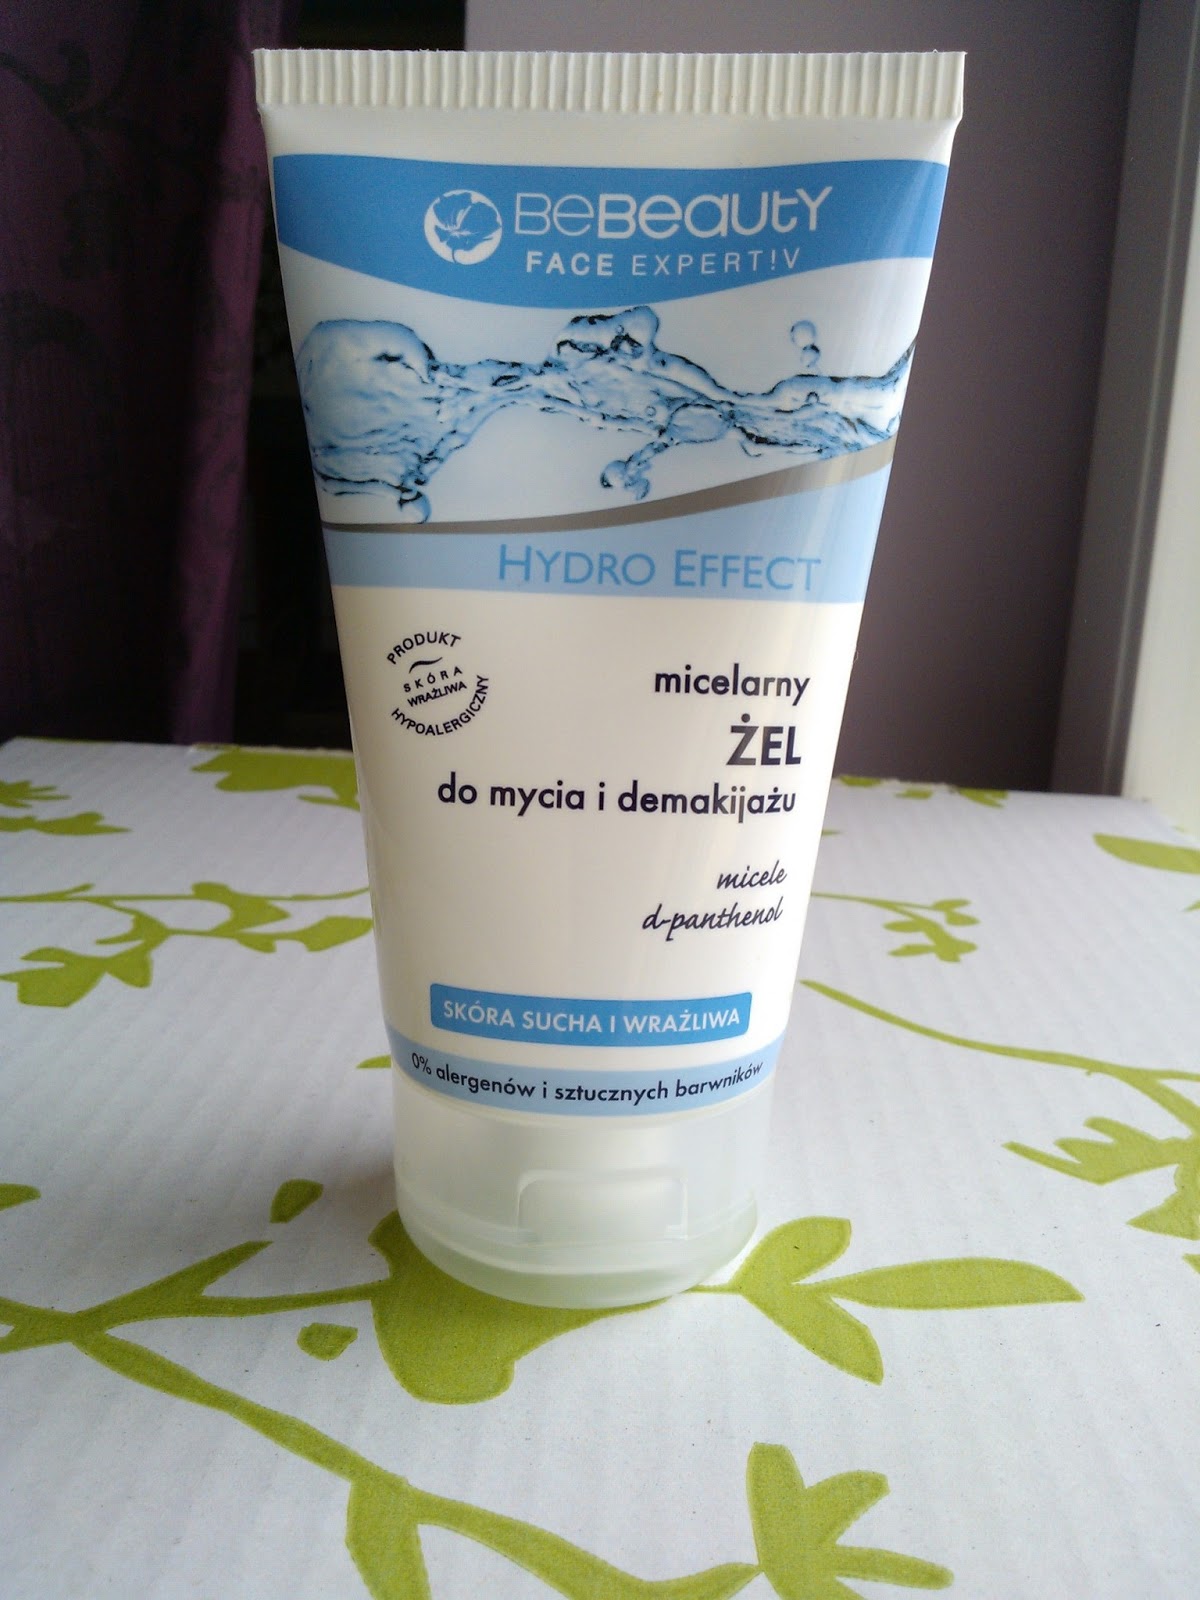 BeBeauty
FACE EXPERT!V
HYDRO EFFECT
PRODUKT
SKÓRA
WRAŻLIWA
HYPOALERGICZNY
micelarny
ŻEL
do mycia i demakijażu
micele
d-panthenol
SKÓRA SUCHA I WRAŻLIWA
0% alergenów i sztucznych barwników